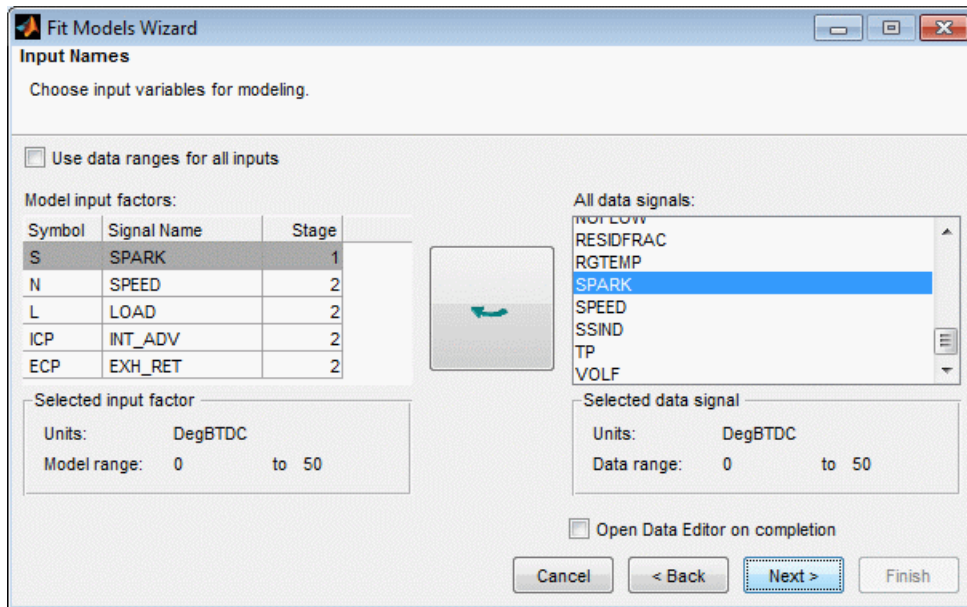 Fit Models Wizard
Input Names
Choose input variables for modeling.
Use data ranges for all inputs
Model input factors:
Symbol Signal Name Stage
S SPARK 1
N SPEED 2
L LOAD 2
ICP INT_ADV 2
ECP EXH_RET 2
Selected input factor
Units: DegBTDC
Model range: 0 to 50
All data signals:
RESIDFRAC
RGTEMP
SPARK
SPEED
SSIND
TP
VOLF
Selected data signal
Units: DegBTDC
Data range: 0 to 50
Open Data Editor on completion
Cancel < Back Next > Finish